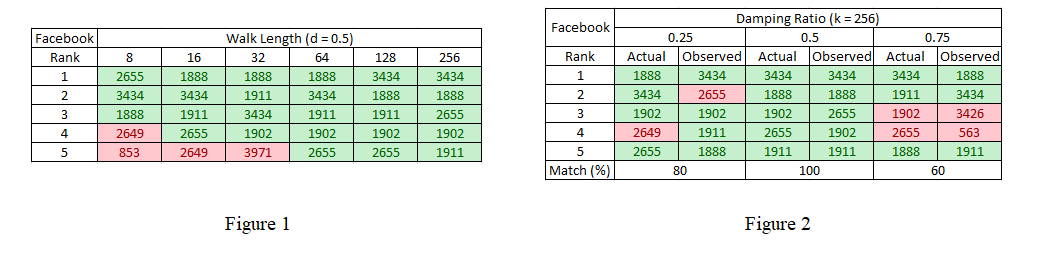 Facebook Walk Length (d = 0.5)
Rank 8 16 32 64 128 256
1 2655 1888 1888 1888 3434 3434
2 3434 3434 1911 3434 1888 1888
3 1888 1911 3434 1911 1911 2655
4 2649 2655 1902 1902 1902 1902
5 853 2649 3971 2655 2655 1911
Figure 1
Facebook Damping Ratio (k = 256)
0.25 0.5 0.75
Rank Actual Observed Actual Observed Actual Observed
1 1888 3434 3434 3434 3434 1888
2 3434 2655 1888 1888 1911 3434
3 1902 1902 1902 2655 1902 3426
4 2649 1911 2655 1902 2655 563
5 2655 1888 1911 1911 1888 1911
Match (%) 80 100 60
Figure 2